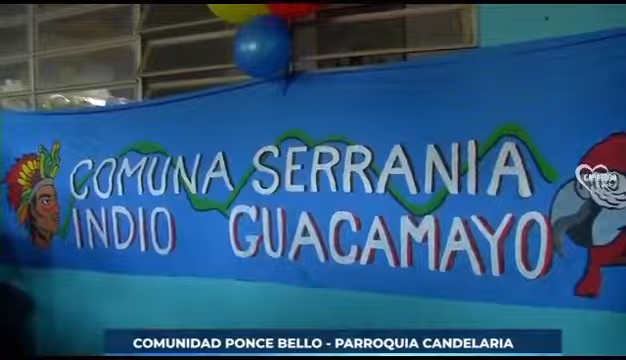 COMUNA SERRANIA
INDIO GUACAMAYO
COMUNIDAD PONCE BELLO - PARROQUIA CANDELARIA